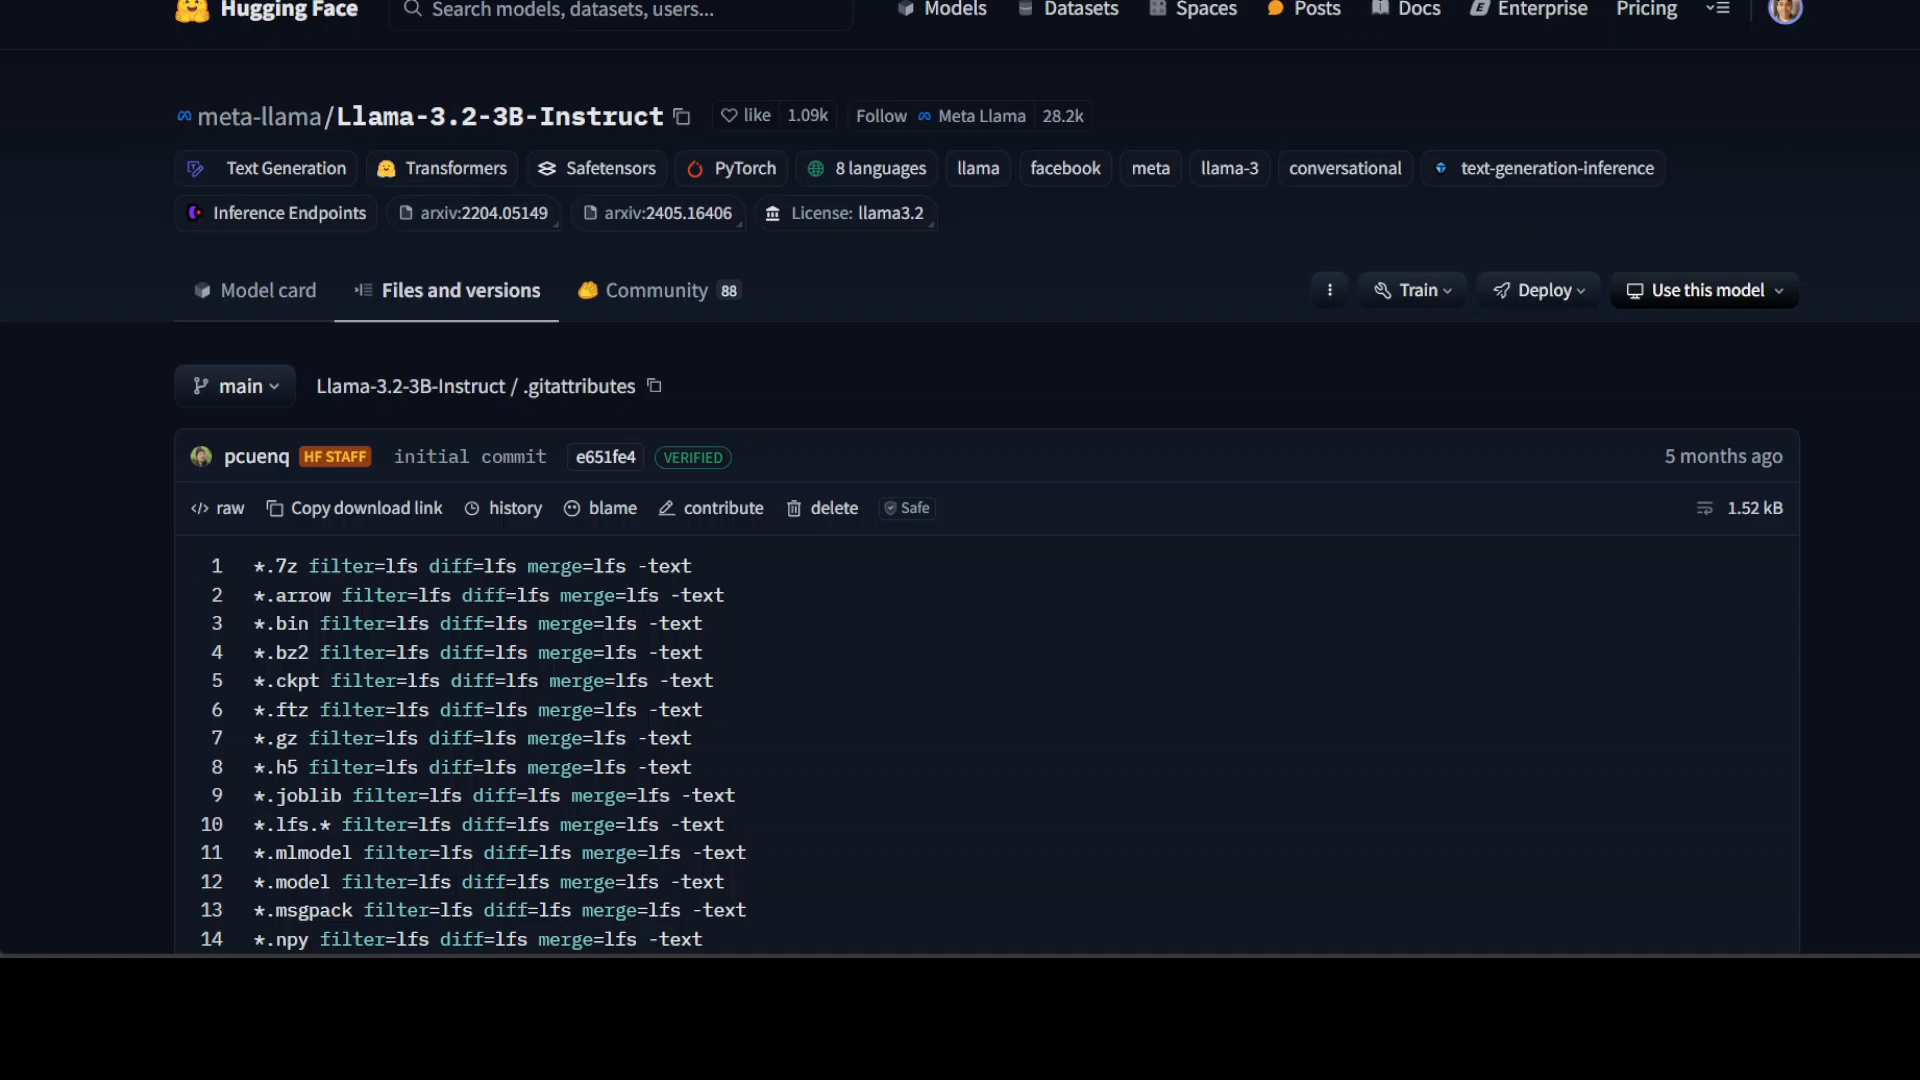 Hugging Face Search models, datasets, users... Models Datasets Spaces Posts Docs Enterprise Pricing
meta-llama/Llama-3.2-3B-Instruct like 1.09k Follow Meta Llama 28.2k
Text Generation Transformers Safetensors PyTorch 8 languages llama facebook meta llama-3 conversational text-generation-inference
Inference Endpoints arxiv:2204.05149 arxiv:2405.16406 License: llama3.2
Model card Files and versions Community 88 Train Deploy Use this model
main Llama-3.2-3B-Instruct / .gitattributes
pcuenq HF STAFF initial commit e651fe4 VERIFIED 5 months ago
</> raw Copy download link history blame contribute delete Safe 1.52 kB
1 *.7z filter=lfs diff=lfs merge=lfs -text
2 *.arrow filter=lfs diff=lfs merge=lfs -text
3 *.bin filter=lfs diff=lfs merge=lfs -text
4 *.bz2 filter=lfs diff=lfs merge=lfs -text
5 *.ckpt filter=lfs diff=lfs merge=lfs -text
6 *.ftz filter=lfs diff=lfs merge=lfs -text
7 *.gz filter=lfs diff=lfs merge=lfs -text
8 *.h5 filter=lfs diff=lfs merge=lfs -text
9 *.joblib filter=lfs diff=lfs merge=lfs -text
10 *.lfs.* filter=lfs diff=lfs merge=lfs -text
11 *.mlmodel filter=lfs diff=lfs merge=lfs -text
12 *.model filter=lfs diff=lfs merge=lfs -text
13 *.msgpack filter=lfs diff=lfs merge=lfs -text
14 *.npy filter=lfs diff=lfs merge=lfs -text